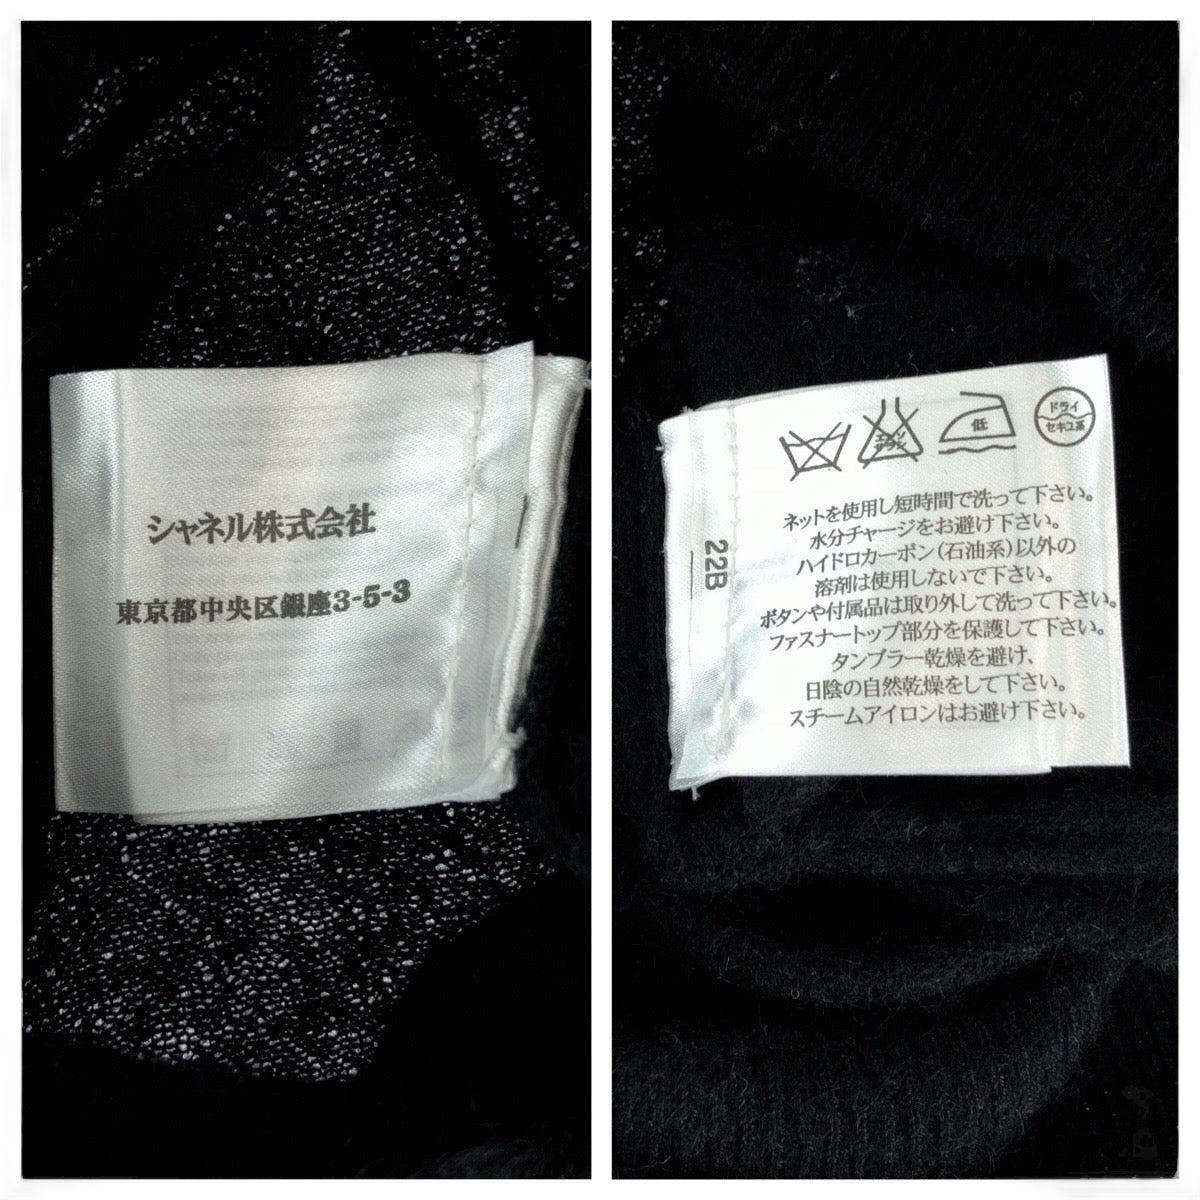 シャネル株式会社
東京都中央区銀座3-5-3
エンソ
サラシ
低
ドライ
セキユ系
22B
ネットを使用し短時間で洗って下さい。
水分チャージをお避け下さい。
ハイドロカーボン(石油系)以外の
溶剤は使用しないで下さい。
ボタンや付属品は取り外して洗って下さい。
ファスナートップ部分を保護して下さい。
タンブラー乾燥を避け、
日陰の自然乾燥をして下さい。
スチームアイロンはお避け下さい。